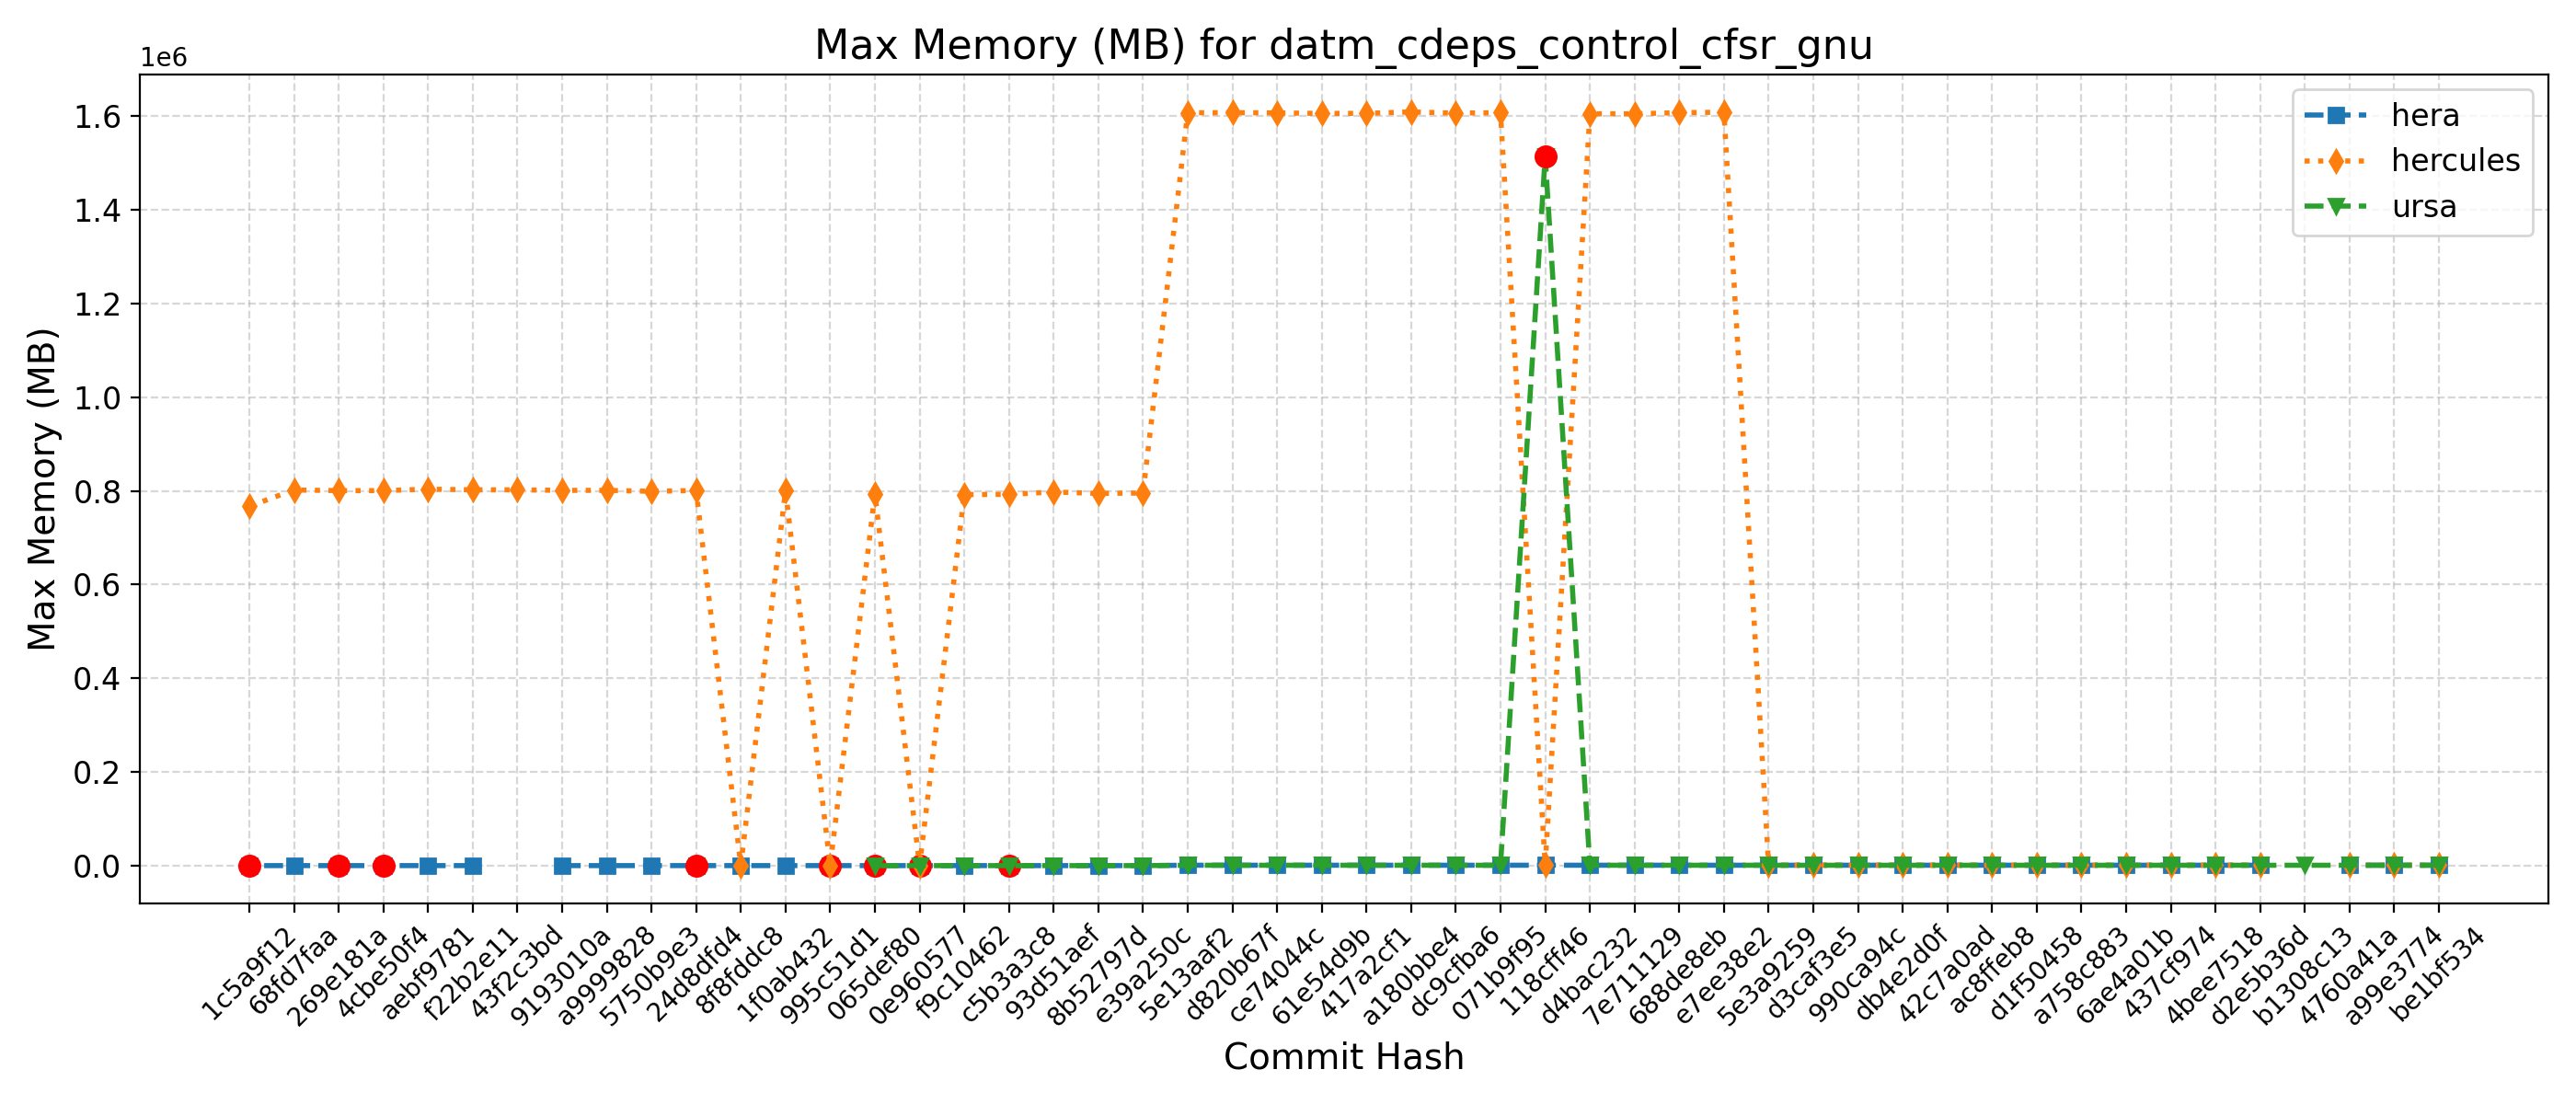 Max Memory (MB) for datm_cdeps_control_cfsr_gnu
1e6
1.6
1.4
1.2
1.0
0.8
0.6
0.4
0.2
0.0
Max Memory (MB)
hera
hercules
ursa
1c5a9f12
68fd7faa
269e181a
4cbe50f4
aebf9781
f22b2e11
43f2c3bd
9193010a
a9999828
5750b9e3
24d8dfd4
8f8fddc8
1f0ab432
995c51d1
065def80
0e960577
f9c10462
c5b3a3c8
93d51aef
8b52797d
e39a250c
5e13aaf2
d820b67f
ce74044c
61e54d9b
417a2cf1
a180bbe4
dc9cfba6
071b9f95
118cff46
d4bac232
7e711129
688de8eb
e7ee38e2
5e3a9259
d3caf3e5
990ca94c
db4e2d0f
42c7a0ad
ac8ffeb8
d1f50458
a758c883
6ae4a01b
437cf974
4bee7518
d2e5b36d
b1308c13
4760a41a
a99e3774
be1bf534
Commit Hash